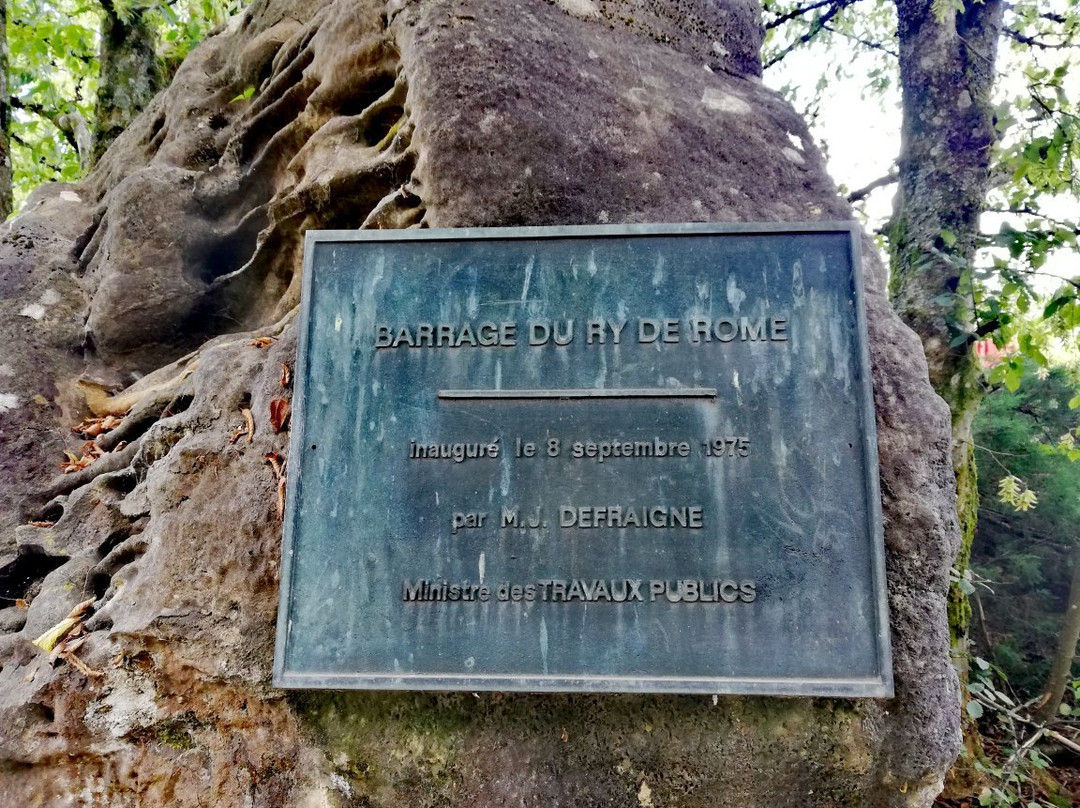 BARRAGE DU RY DE ROME
inauguré le 8 septembre 1975
par M.J. DEFRAIGNE
Ministre des TRAVAUX PUBLICS